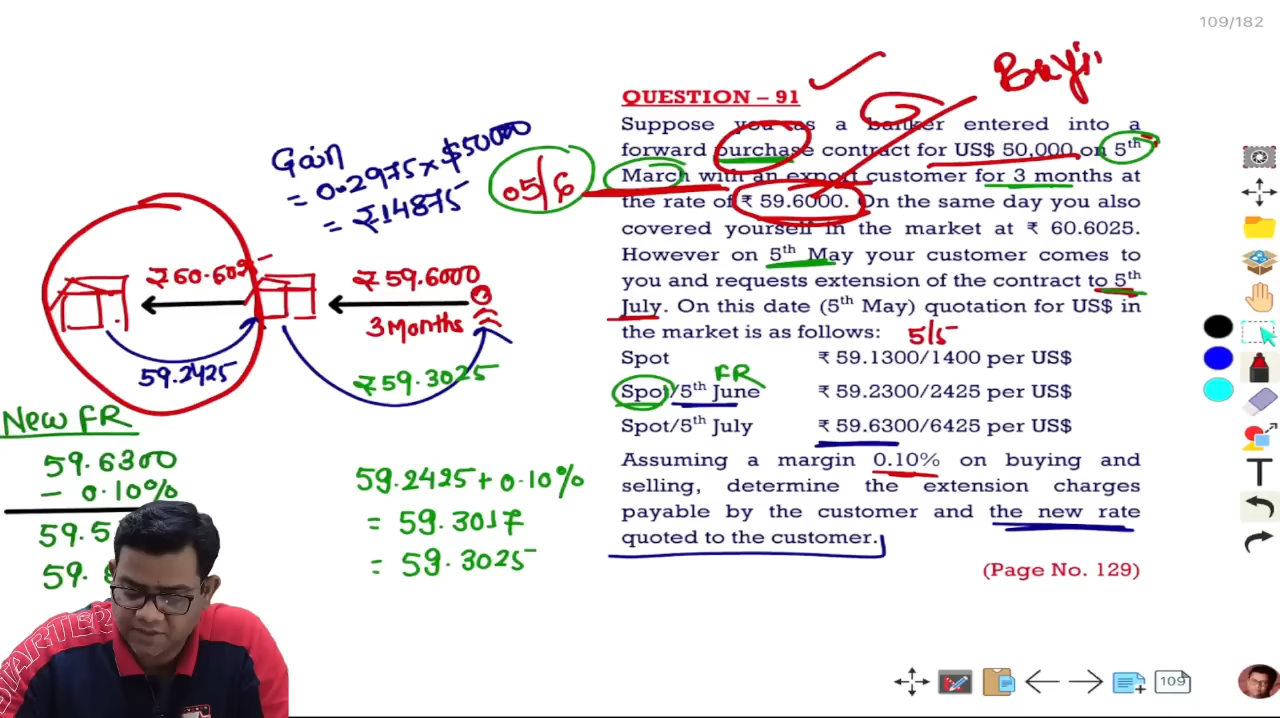 109/182
QUESTION – 91
Suppose you as a banker entered into a
forward purchase contract for US$ 50,000 on 5th
March with an export customer for 3 months at
the rate of ₹ 59.6000. On the same day you also
covered yourself in the market at ₹ 60.6025.
However on 5th May your customer comes to
you and requests extension of the contract to 5th
July. On this date (5th May) quotation for US$ in
the market is as follows:
5/5
Spot ₹ 59.1300/1400 per US$
FR
Spot/5th June ₹ 59.2300/2425 per US$
Spot/5th July ₹ 59.6300/6425 per US$
Assuming a margin 0.10% on buying and
selling, determine the extension charges
payable by the customer and the new rate
quoted to the customer.
(Page No. 129)
Gain
= 0.2975 x $50000
= ₹14875
05/6
₹59.6000
3 Months
59.2425
₹59.3025
New FR
59.6300
- 0.10%
59.5
59.
59.2425 + 0.10%
= 59.3017
= 59.3025
STARTE
109